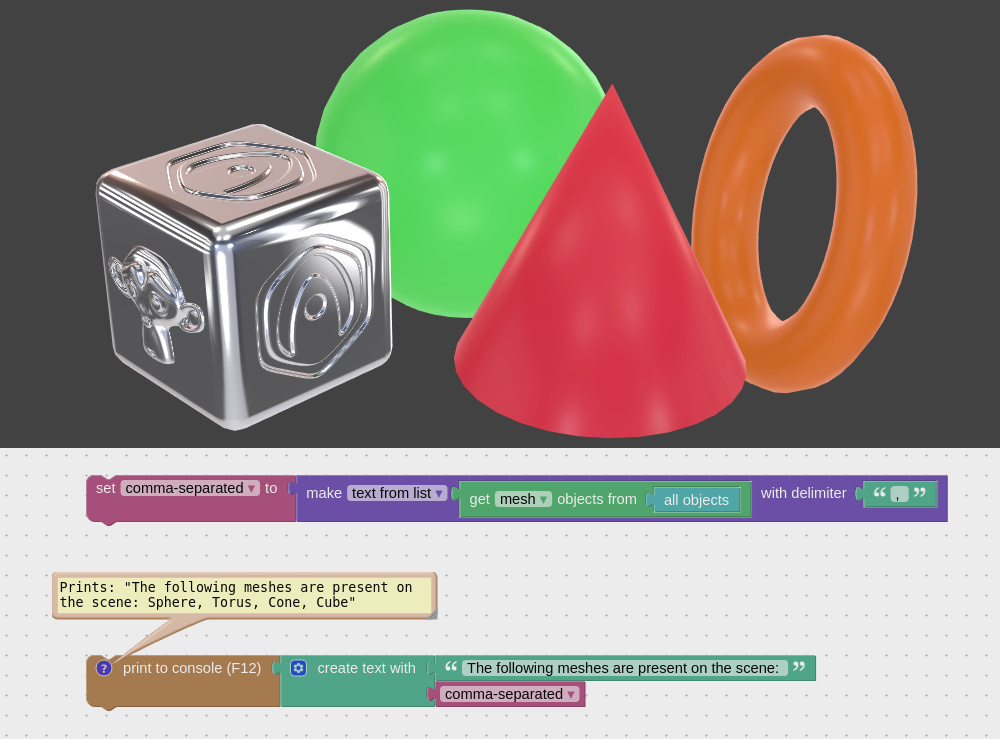 set comma-separated ▾ to make text from list ▾ get mesh ▾ objects from all objects with delimiter “ , ”
Prints: "The following meshes are present on
the scene: Sphere, Torus, Cone, Cube"
? print to console (F12) create text with “ The following meshes are present on the scene: ”
comma-separated ▾